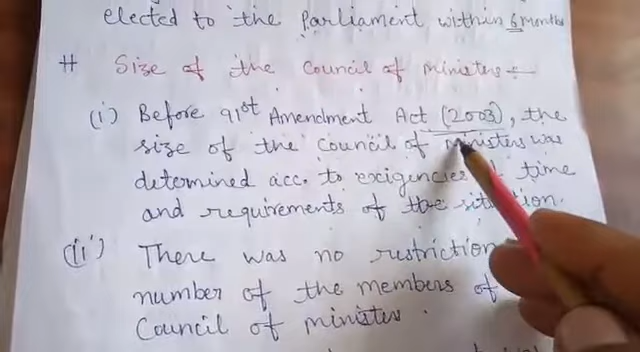 elected to the Parliament within 6 months
# Size of the Council of ministers :-
(i) Before 91st Amendment Act (2003), the
size of the Council of ministers was
determined acc. to exigencies time
and requirements of the situation.
(ii) There was no restriction
number of the members of
Council of minister.